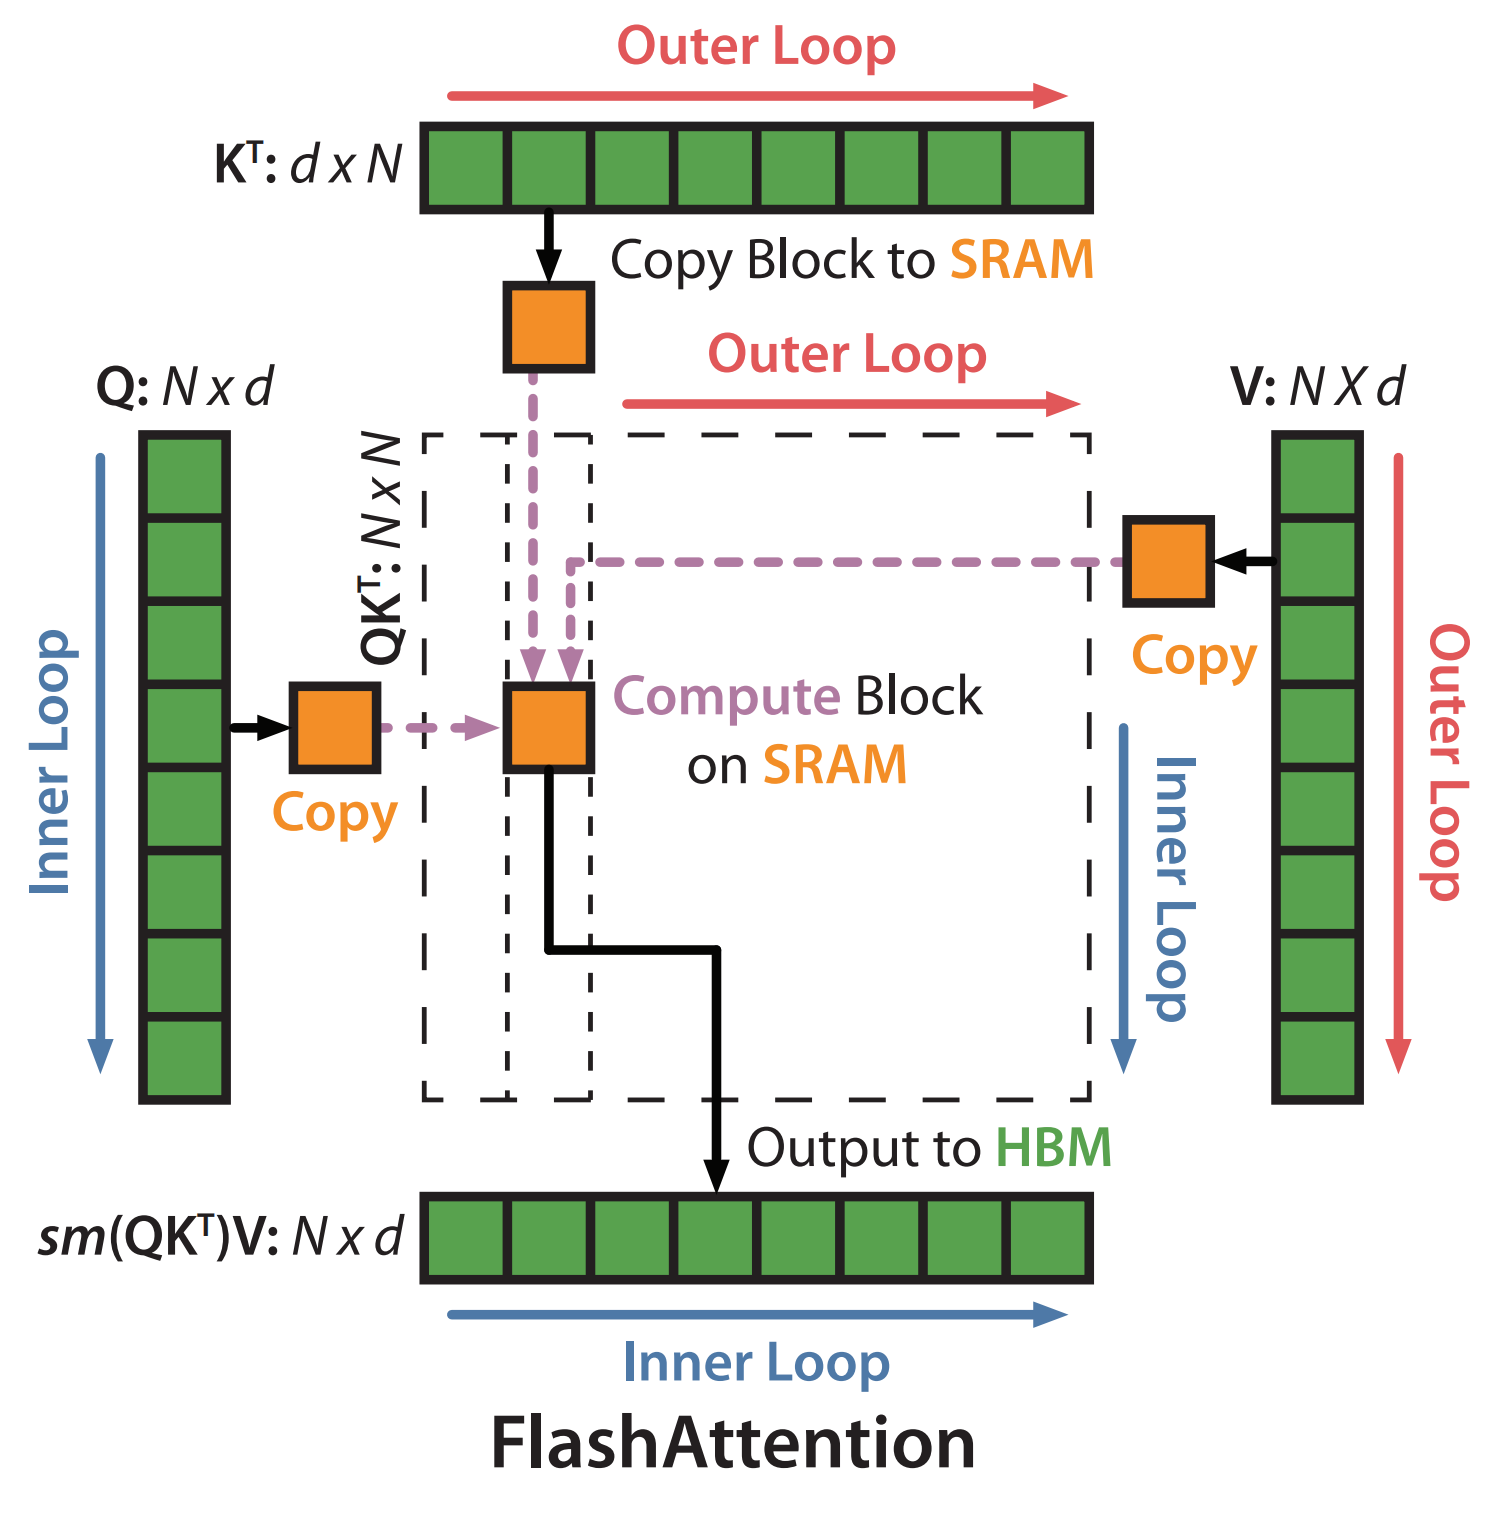 Outer Loop
Kᵀ: d x N
Copy Block to SRAM
Outer Loop
Q: N x d
V: N X d
QKᵀ: N x N
Inner Loop
Copy
Compute Block
on SRAM
Copy
Inner Loop
Outer Loop
Output to HBM
sm(QKᵀ)V: N x d
Inner Loop
FlashAttention